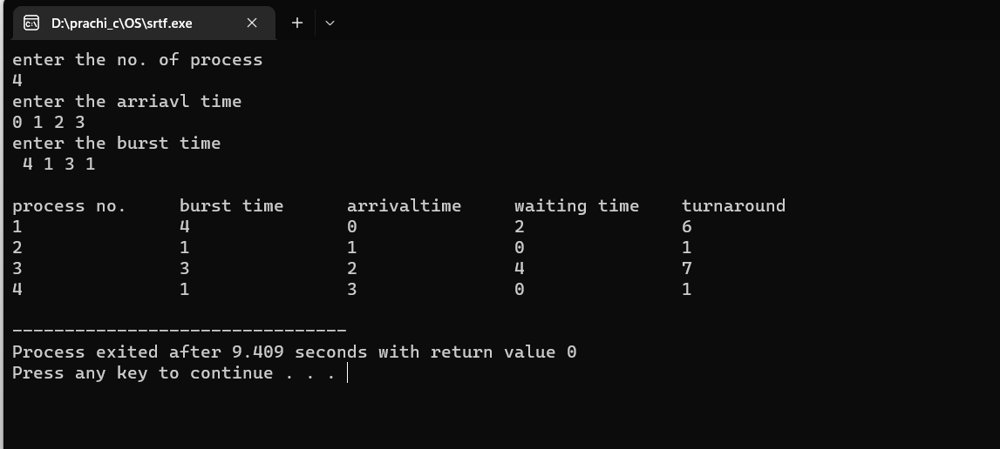 D:\prachi_c\OS\srtf.exe
enter the no. of process
4
enter the arriavl time
0 1 2 3
enter the burst time
 4 1 3 1
process no. burst time arrivaltime waiting time turnaround
1 4 0 2 6
2 1 1 0 1
3 3 2 4 7
4 1 3 0 1
--------------------------------
Process exited after 9.409 seconds with return value 0
Press any key to continue . . .